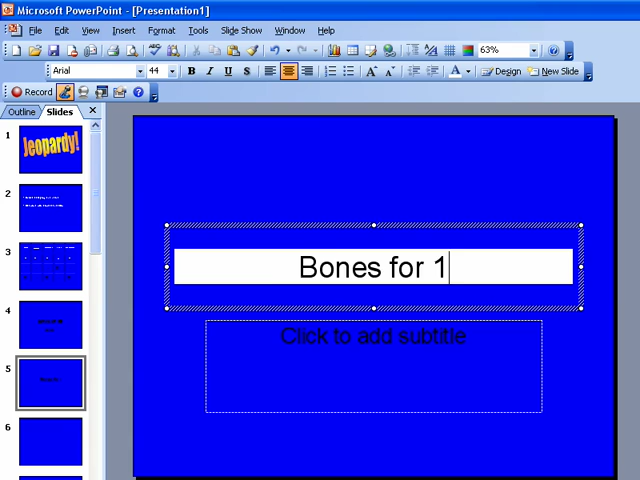 Microsoft PowerPoint - [Presentation1]
File Edit View Insert Format Tools Slide Show Window Help
63%
Arial 44 B I U S A A A Design New Slide
Record
Outline Slides
1 Jeopardy!
2
3
4
5
6
Bones for 1
Click to add subtitle